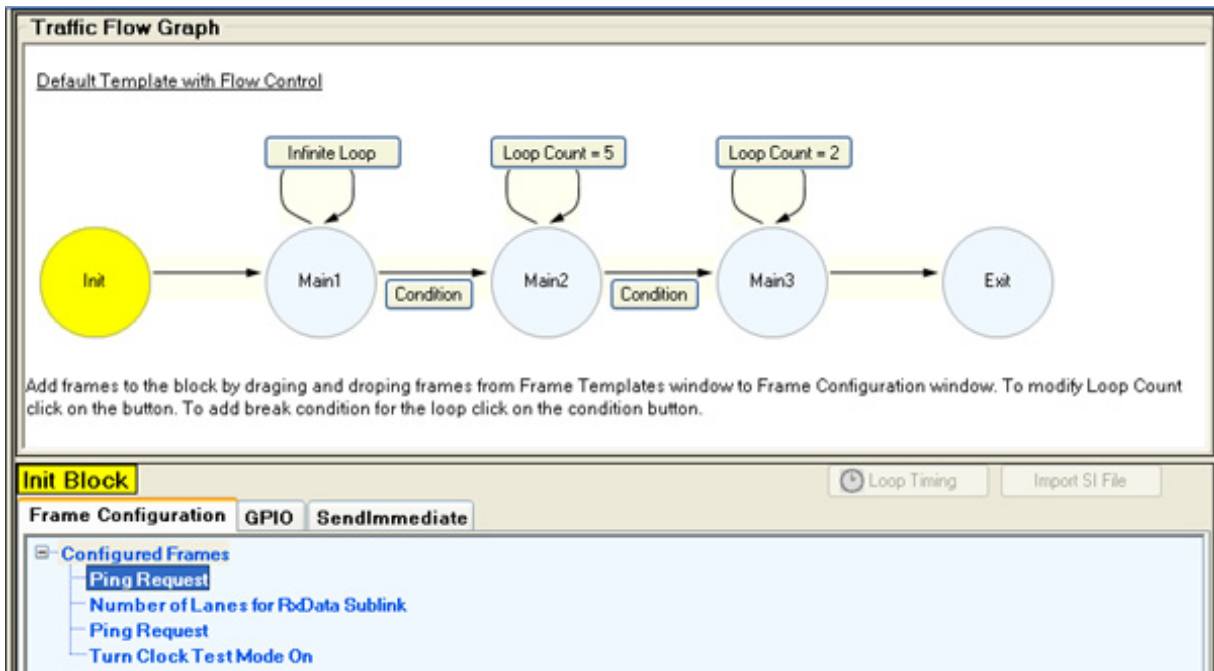 Traffic Flow Graph
Default Template with Flow Control
Infinite Loop
Loop Count = 5
Loop Count = 2
Init
Main1
Condition
Main2
Condition
Main3
Exit
Add frames to the block by draging and droping frames from Frame Templates window to Frame Configuration window. To modify Loop Count
click on the button. To add break condition for the loop click on the condition button.
Init Block
Loop Timing
Import SI File
Frame Configuration
GPIO
SendImmediate
Configured Frames
Ping Request
Number of Lanes for RxData Sublink
Ping Request
Turn Clock Test Mode On